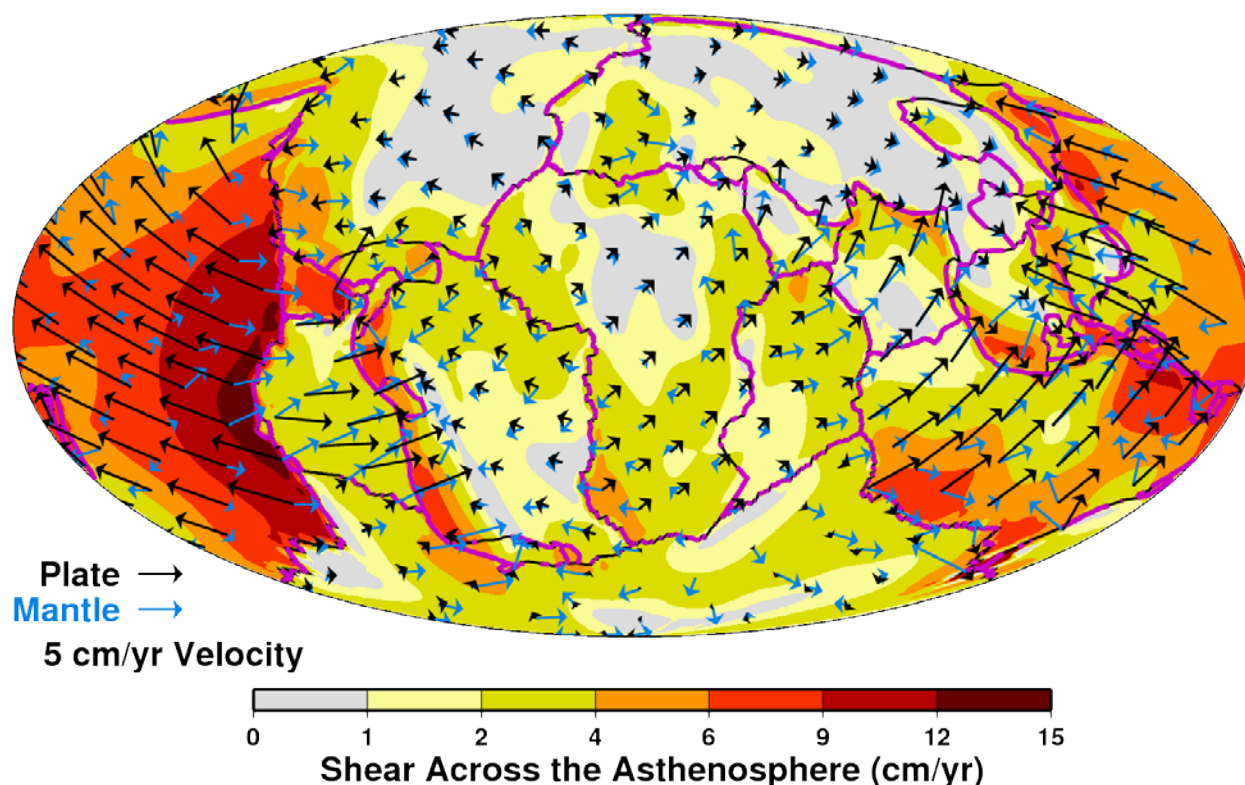 Plate
Mantle
5 cm/yr Velocity
0 1 2 4 6 9 12 15
Shear Across the Asthenosphere (cm/yr)